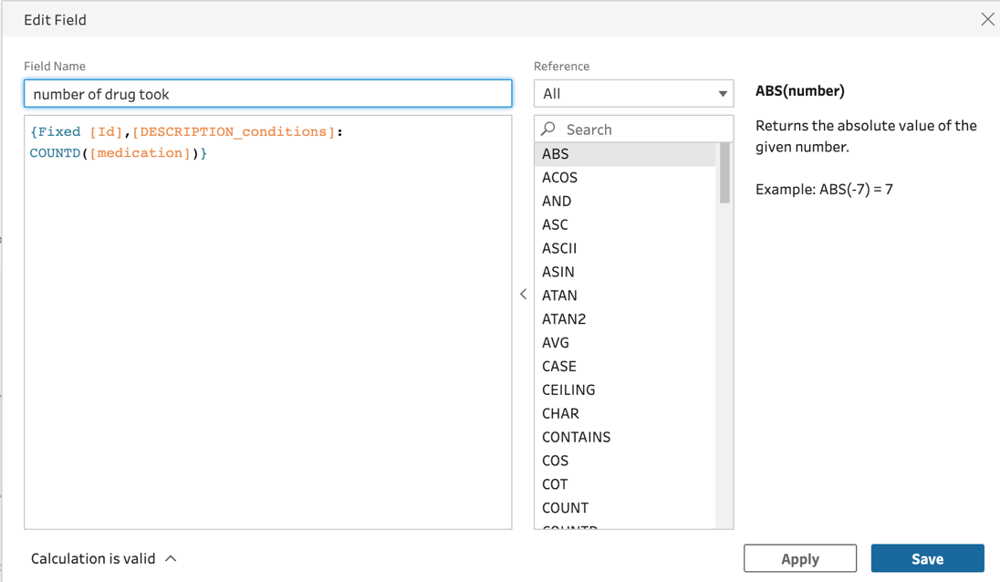 Edit Field
Field Name
number of drug took
{Fixed [Id],[DESCRIPTION_conditions]:
COUNTD([medication])}
Reference
All
Search
ABS
ACOS
AND
ASC
ASCII
ASIN
ATAN
ATAN2
AVG
CASE
CEILING
CHAR
CONTAINS
COS
COT
COUNT
COUNTD
ABS(number)
Returns the absolute value of the
given number.
Example: ABS(-7) = 7
Calculation is valid
Apply
Save